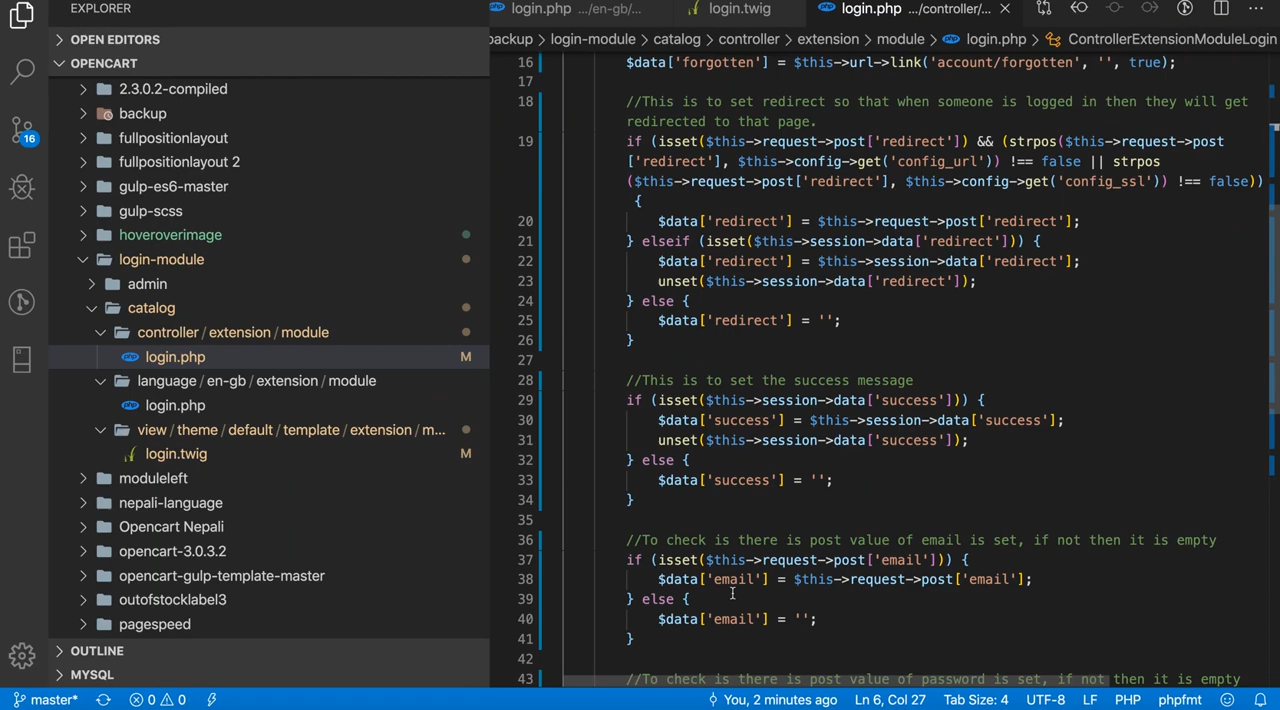 EXPLORER
OPEN EDITORS
OPENCART
2.3.0.2-compiled
backup
fullpositionlayout
fullpositionlayout 2
gulp-es6-master
gulp-scss
hoveroverimage
login-module
admin
catalog
controller / extension / module
login.php M
language / en-gb / extension / module
login.php
view / theme / default / template / extension / m...
login.twig M
moduleleft
nepali-language
Opencart Nepali
opencart-3.0.3.2
opencart-gulp-template-master
outofstocklabel3
pagespeed
OUTLINE
MYSQL
16
login.php .../en-gb/... login.twig login.php .../controller/...
backup > login-module > catalog > controller > extension > module > login.php > ControllerExtensionModuleLogin
16 $data['forgotten'] = $this->url->link('account/forgotten', '', true);
17
18 //This is to set redirect so that when someone is logged in then they will get
redirected to that page.
19 if (isset($this->request->post['redirect']) && (strpos($this->request->post
['redirect'], $this->config->get('config_url')) !== false || strpos
($this->request->post['redirect'], $this->config->get('config_ssl')) !== false))
{
20 $data['redirect'] = $this->request->post['redirect'];
21 } elseif (isset($this->session->data['redirect'])) {
22 $data['redirect'] = $this->session->data['redirect'];
23 unset($this->session->data['redirect']);
24 } else {
25 $data['redirect'] = '';
26 }
27
28 //This is to set the success message
29 if (isset($this->session->data['success'])) {
30 $data['success'] = $this->session->data['success'];
31 unset($this->session->data['success']);
32 } else {
33 $data['success'] = '';
34 }
35
36 //To check is there is post value of email is set, if not then it is empty
37 if (isset($this->request->post['email'])) {
38 $data['email'] = $this->request->post['email'];
39 } else {
40 $data['email'] = '';
41 }
42
43 //To check is there is post value of password is set, if not then it is empty
master* 0 0 You, 2 minutes ago Ln 6, Col 27 Tab Size: 4 UTF-8 LF PHP phpfmt